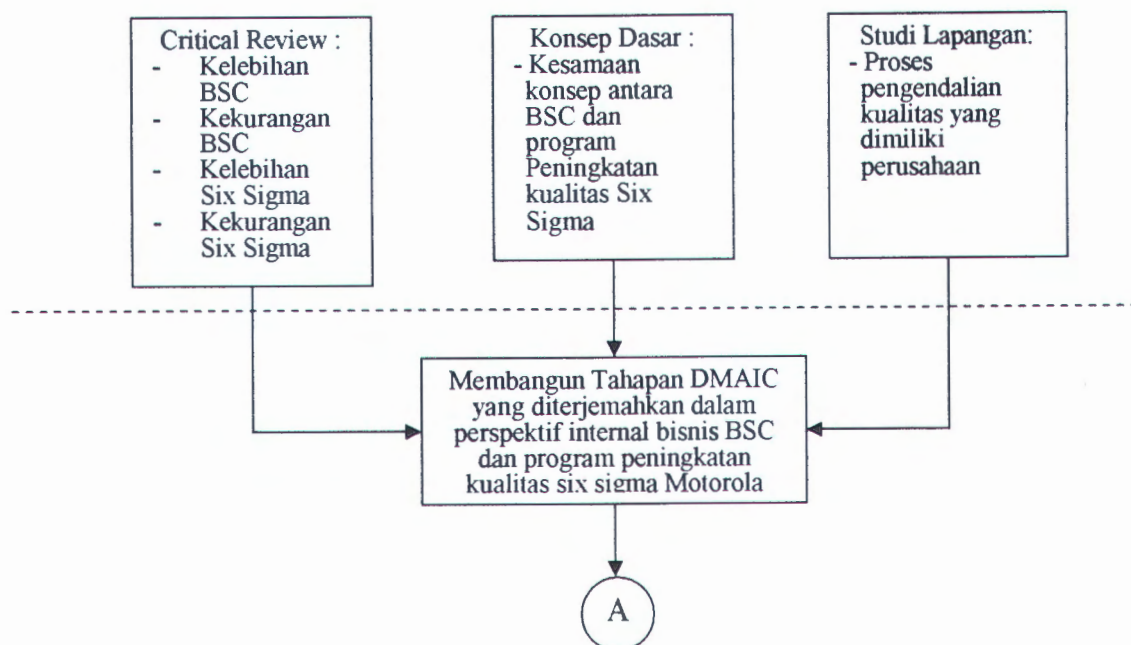 Critical Review :
- Kelebihan
BSC
- Kekurangan
BSC
- Kelebihan
Six Sigma
- Kekurangan
Six Sigma
Konsep Dasar :
- Kesamaan
konsep antara
BSC dan
program
Peningkatan
kualitas Six
Sigma
Studi Lapangan:
- Proses
pengendalian
kualitas yang
dimiliki
perusahaan
Membangun Tahapan DMAIC
yang diterjemahkan dalam
perspektif internal bisnis BSC
dan program peningkatan
kualitas six sigma Motorola
A